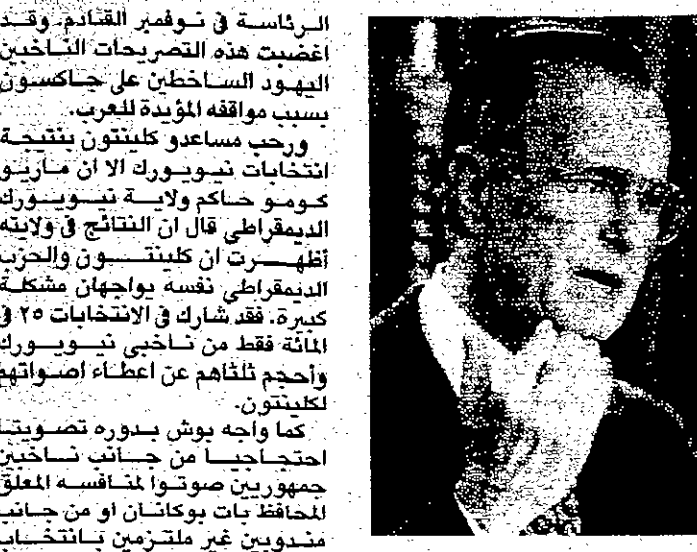 الرئاسة في نوفمبر القادم. وقد
اغضبت هذه التصريحات الناخبين
اليهود الساخطين على جاكسون
بسبب مواقفه المؤيدة للعرب.
ورحب مساعدو كلينتون بنتيجة
انتخابات نيويورك الا ان ماريو
كومو حاكم ولاية نيويورك
الديمقراطي قال ان النتائج في ولايته
أظهرت ان كلينتون والحزب
الديمقراطي نفسه يواجهان مشكلة
كبيرة. فقد شارك في الانتخابات ٢٥ في
المائة فقط من ناخبي نيويورك
وأحجم ثلثاهم عن اعطاء اصواتهم
لكلينتون.
كما واجه بوش بدوره تصويتا
احتجاجيا من جانب ناخبين
جمهوريين صوتوا لمنافسه المعلق
المحافظ بات بوكانان او من جانب
مندوبين غير ملتزمين بانتخاب